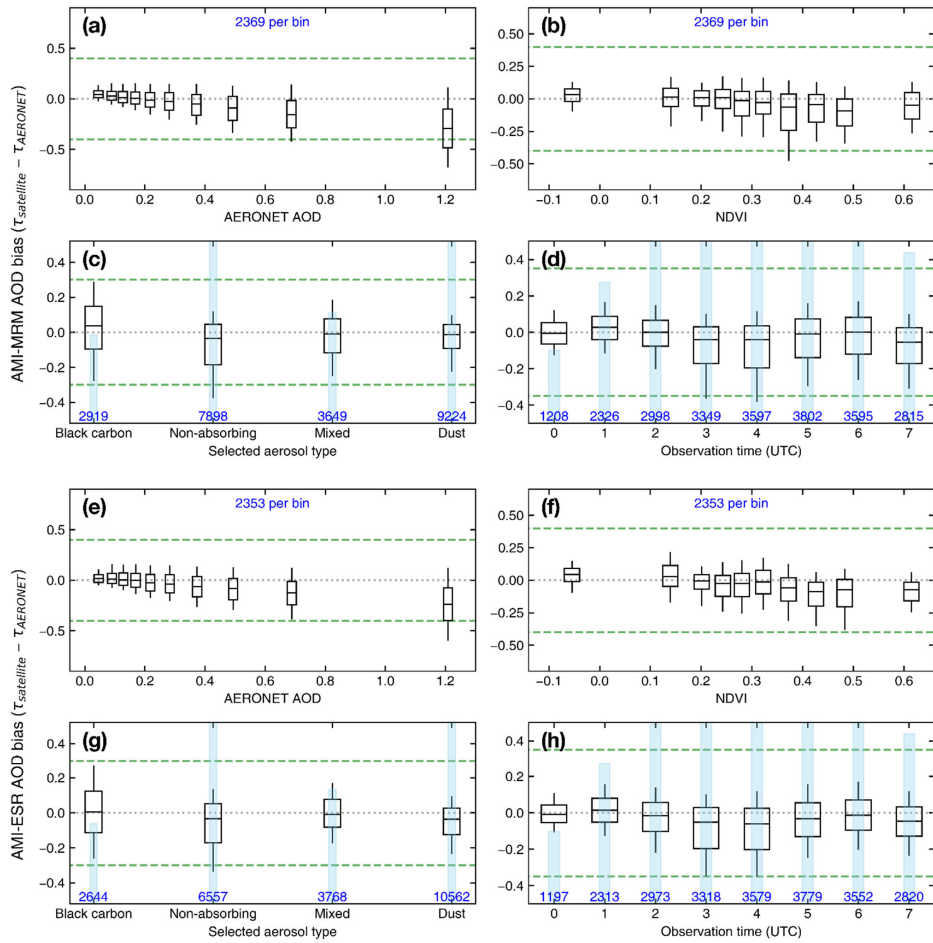 AMI-MRM AOD bias (τsatellite − τAERONET)
(a)
2369 per bin
0.5
0.0
−0.5
0.0 0.2 0.4 0.6 0.8 1.0 1.2
AERONET AOD
(b)
2369 per bin
0.50
0.25
0.00
−0.25
−0.50
−0.1 0.0 0.1 0.2 0.3 0.4 0.5 0.6
NDVI
(c)
0.4
0.2
0.0
−0.2
−0.4
2919 7898 3649 9224
Black carbon Non-absorbing Mixed Dust
Selected aerosol type
(d)
0.4
0.2
0.0
−0.2
−0.4
1208 2326 2998 3349 3597 3802 3595 2815
0 1 2 3 4 5 6 7
Observation time (UTC)
AMI-ESR AOD bias (τsatellite − τAERONET)
(e)
2353 per bin
0.5
0.0
−0.5
0.0 0.2 0.4 0.6 0.8 1.0 1.2
AERONET AOD
(f)
2353 per bin
0.50
0.25
0.00
−0.25
−0.50
−0.1 0.0 0.1 0.2 0.3 0.4 0.5 0.6
NDVI
(g)
0.4
0.2
0.0
−0.2
−0.4
2644 6557 3768 10562
Black carbon Non-absorbing Mixed Dust
Selected aerosol type
(h)
0.4
0.2
0.0
−0.2
−0.4
1197 2313 2973 3318 3579 3779 3552 2820
0 1 2 3 4 5 6 7
Observation time (UTC)